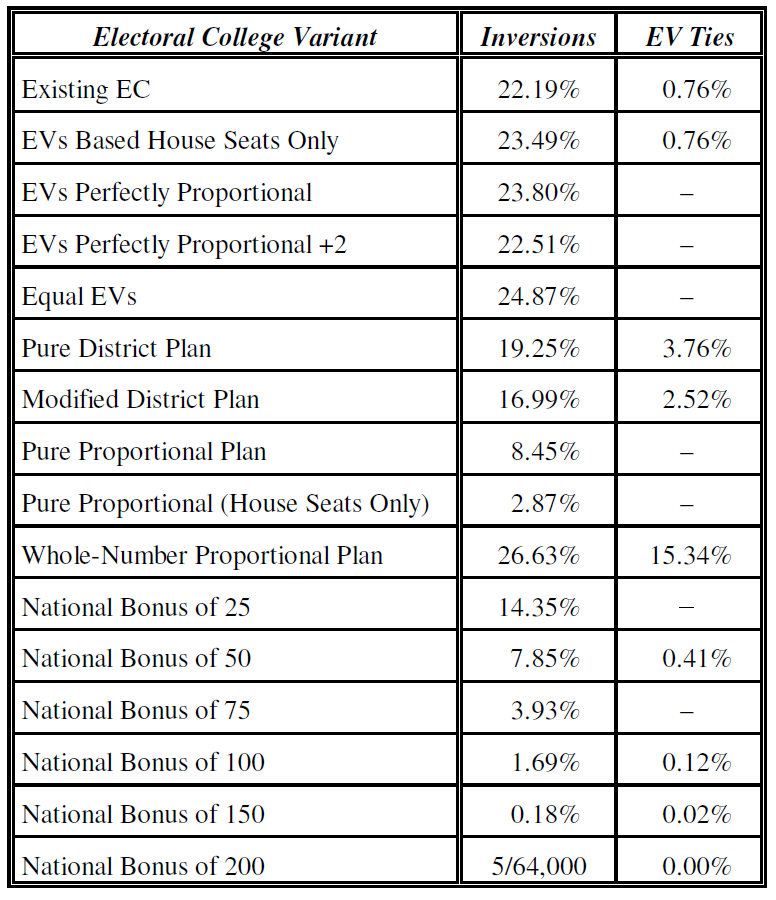 Electoral College Variant Inversions EV Ties
Existing EC 22.19% 0.76%
EVs Based House Seats Only 23.49% 0.76%
EVs Perfectly Proportional 23.80% –
EVs Perfectly Proportional +2 22.51% –
Equal EVs 24.87% –
Pure District Plan 19.25% 3.76%
Modified District Plan 16.99% 2.52%
Pure Proportional Plan 8.45% –
Pure Proportional (House Seats Only) 2.87% –
Whole-Number Proportional Plan 26.63% 15.34%
National Bonus of 25 14.35% –
National Bonus of 50 7.85% 0.41%
National Bonus of 75 3.93% –
National Bonus of 100 1.69% 0.12%
National Bonus of 150 0.18% 0.02%
National Bonus of 200 5/64,000 0.00%